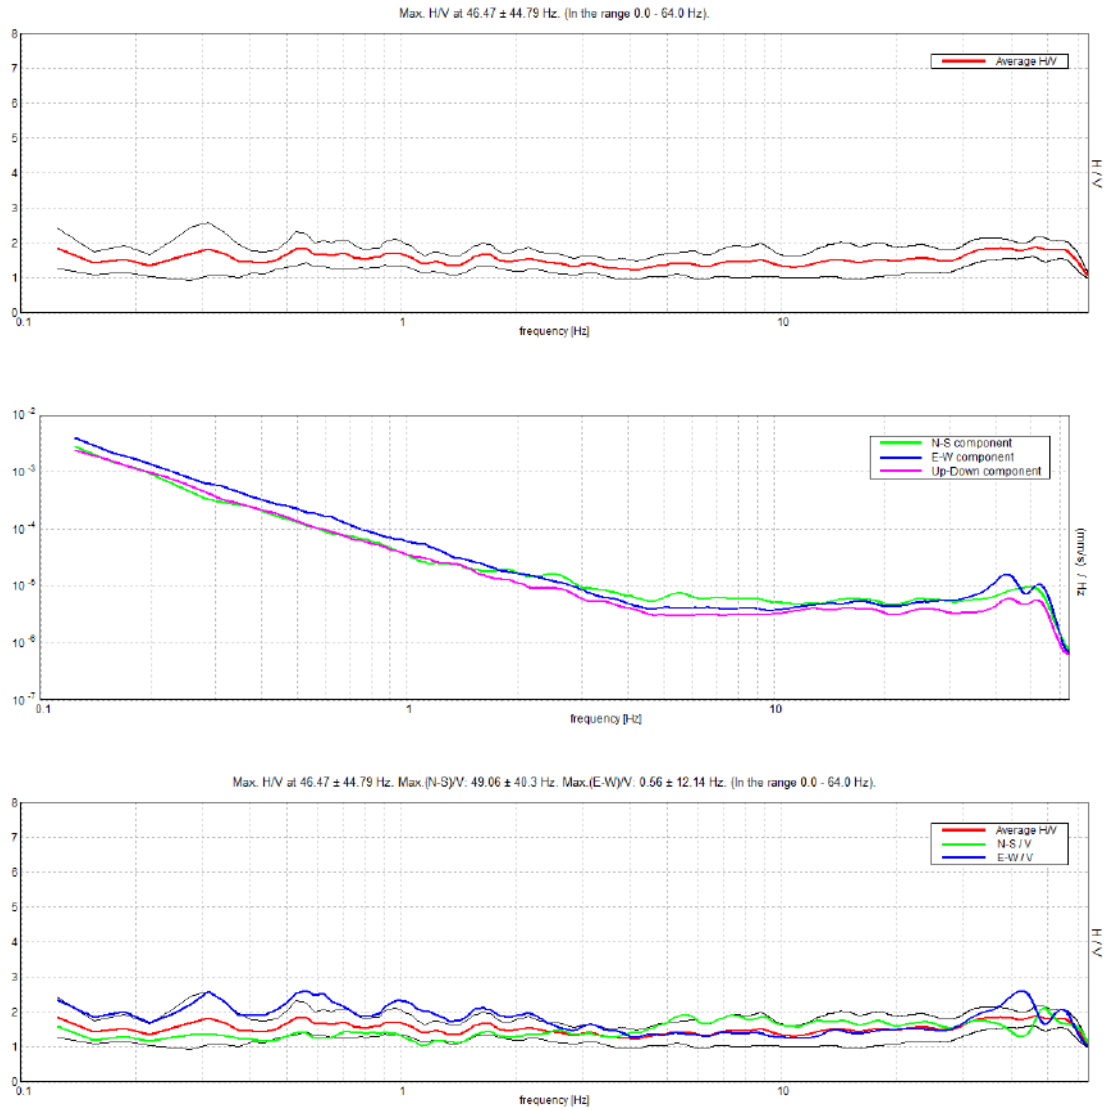 Max. H/V at 46.47 ± 44.79 Hz. (In the range 0.0 - 64.0 Hz).
8
7
6
5
4
3
2
1
0
Average H/V
H / V
0.1
1
10
frequency [Hz]
10 -2
10 -3
10 -4
10 -5
10 -6
10 -7
N-S component
E-W component
Up-Down component
(mm/s) / Hz
0.1
1
10
frequency [Hz]
Max. H/V at 46.47 ± 44.79 Hz. Max.(N-S)/V: 49.06 ± 40.3 Hz. Max.(E-W)/V: 0.56 ± 12.14 Hz. (In the range 0.0 - 64.0 Hz).
8
7
6
5
4
3
2
1
0
Average H/V
N-S / V
E-W / V
H / V
0.1
1
10
frequency [Hz]